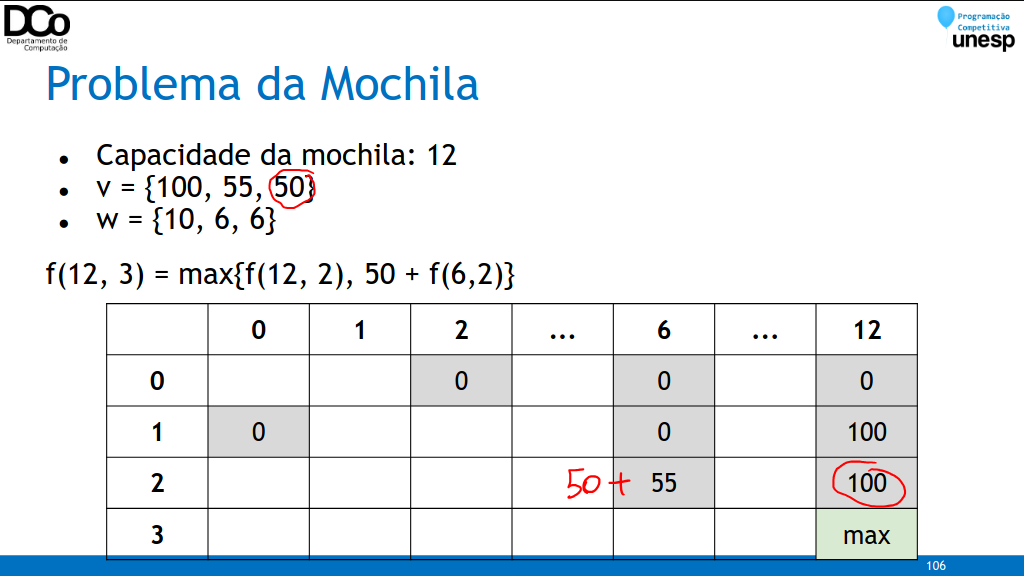 DCo
Departamento de
Computação
Programação
Competitiva
unesp
Problema da Mochila
● Capacidade da mochila: 12
● v = {100, 55, 50}
● w = {10, 6, 6}
f(12, 3) = max{f(12, 2), 50 + f(6,2)}
0 1 2 ... 6 ... 12
0 0 0 0
1 0 0 100
2 50 + 55 100
3 max
106